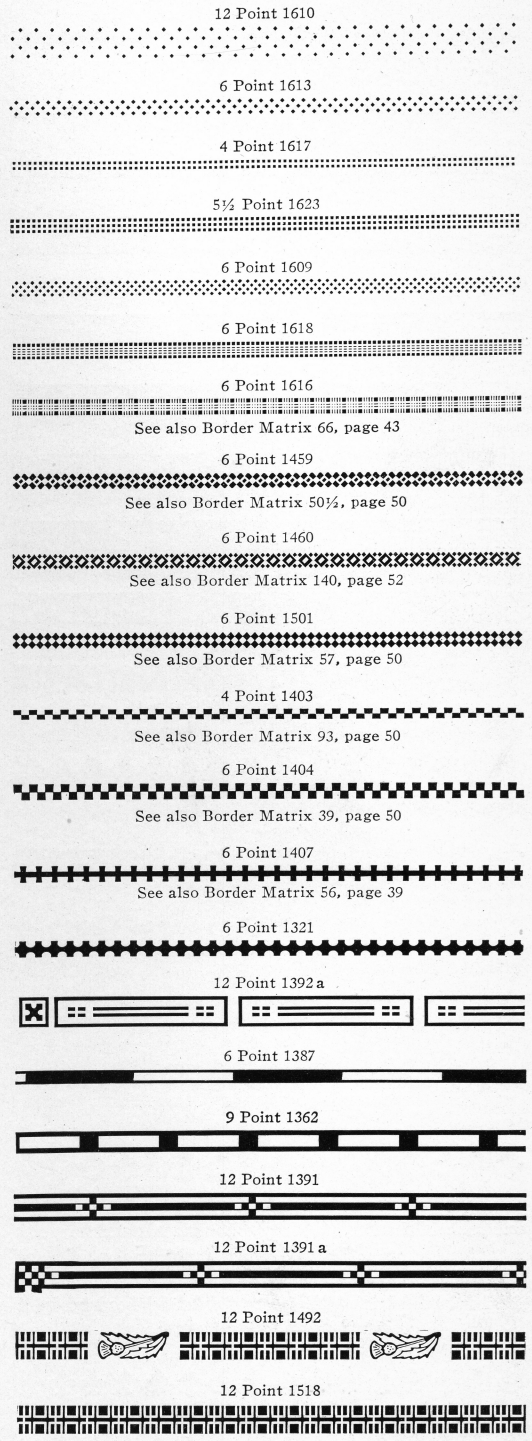 12 Point 1610
6 Point 1613
4 Point 1617
5½ Point 1623
6 Point 1609
6 Point 1618
6 Point 1616
See also Border Matrix 66, page 43
6 Point 1459
See also Border Matrix 50½, page 50
6 Point 1460
See also Border Matrix 140, page 52
6 Point 1501
See also Border Matrix 57, page 50
4 Point 1403
See also Border Matrix 93, page 50
6 Point 1404
See also Border Matrix 39, page 50
6 Point 1407
See also Border Matrix 56, page 39
6 Point 1321
12 Point 1392a
6 Point 1387
9 Point 1362
12 Point 1391
12 Point 1391a
12 Point 1492
12 Point 1518